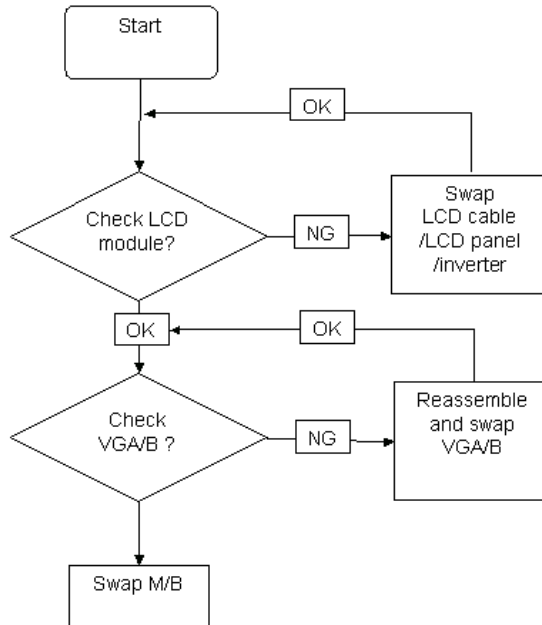 Start
OK
Check LCD
module?
NG
Swap
LCD cable
/LCD panel
/inverter
OK
OK
Check
VGA/B ?
NG
Reassemble
and swap
VGA/B
Swap M/B